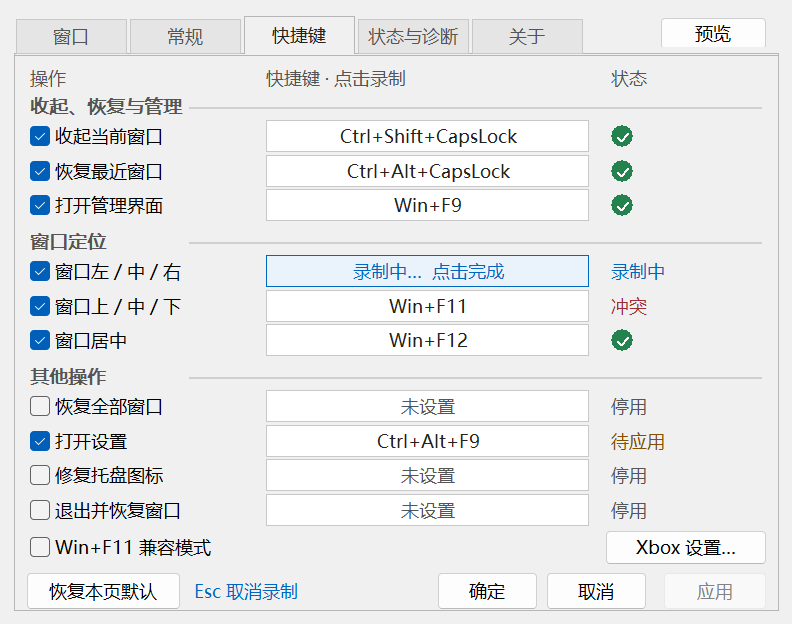 窗口 常规 快捷键 状态与诊断 关于 预览
操作 快捷键 · 点击录制 状态
收起、恢复与管理
收起当前窗口 Ctrl+Shift+CapsLock
恢复最近窗口 Ctrl+Alt+CapsLock
打开管理界面 Win+F9
窗口定位
窗口左 / 中 / 右 录制中... 点击完成 录制中
窗口上 / 中 / 下 Win+F11 冲突
窗口居中 Win+F12
其他操作
恢复全部窗口 未设置 停用
打开设置 Ctrl+Alt+F9 待应用
修复托盘图标 未设置 停用
退出并恢复窗口 未设置 停用
Win+F11 兼容模式 Xbox 设置...
恢复本页默认 Esc 取消录制 确定 取消 应用